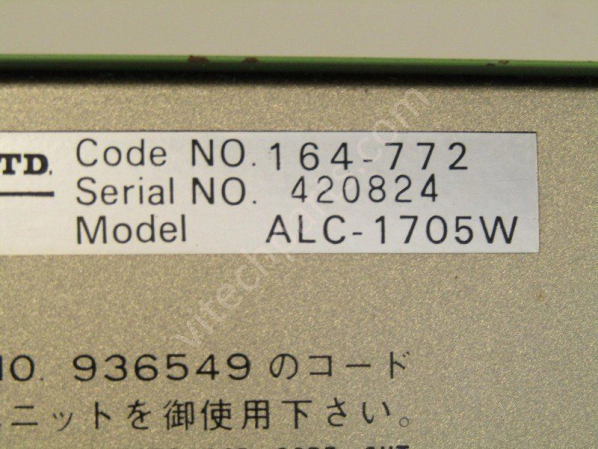 TD. Code NO. 164-772
Serial NO. 420824
Model ALC-1705W
NO. 936549 のコード
ニットを御使用下さい。